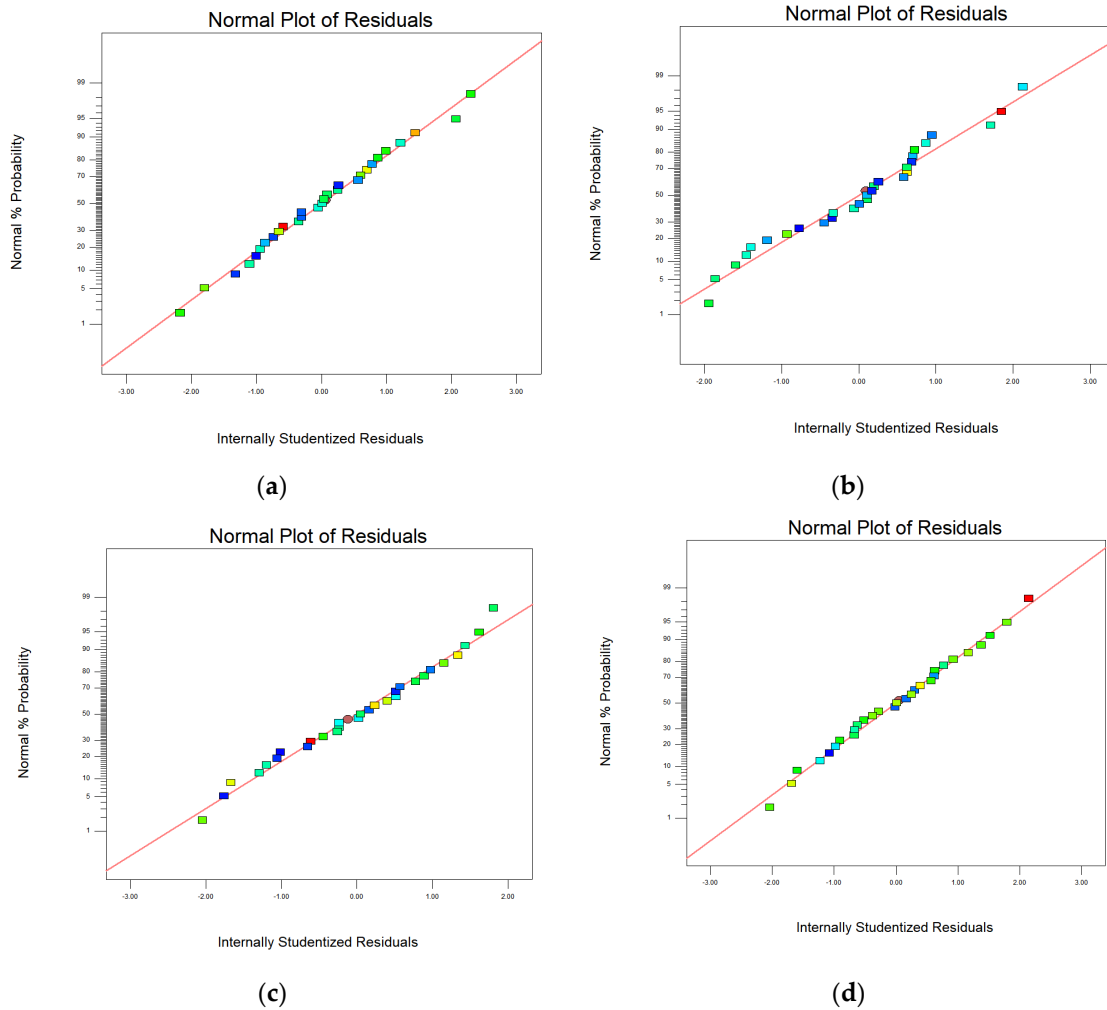 Normal Plot of Residuals
Normal % Probability
99
95
90
80
70
50
30
20
10
5
1
-3.00 -2.00 -1.00 0.00 1.00 2.00 3.00
Internally Studentized Residuals
(a)
Normal Plot of Residuals
Normal % Probability
99
95
90
80
70
50
30
20
10
5
1
-2.00 -1.00 0.00 1.00 2.00 3.00
Internally Studentized Residuals
(b)
Normal Plot of Residuals
Normal % Probability
99
95
90
80
70
50
30
20
10
5
1
-3.00 -2.00 -1.00 0.00 1.00 2.00
Internally Studentized Residuals
(c)
Normal Plot of Residuals
Normal % Probability
99
95
90
80
70
50
30
20
10
5
1
-3.00 -2.00 -1.00 0.00 1.00 2.00 3.00
Internally Studentized Residuals
(d)